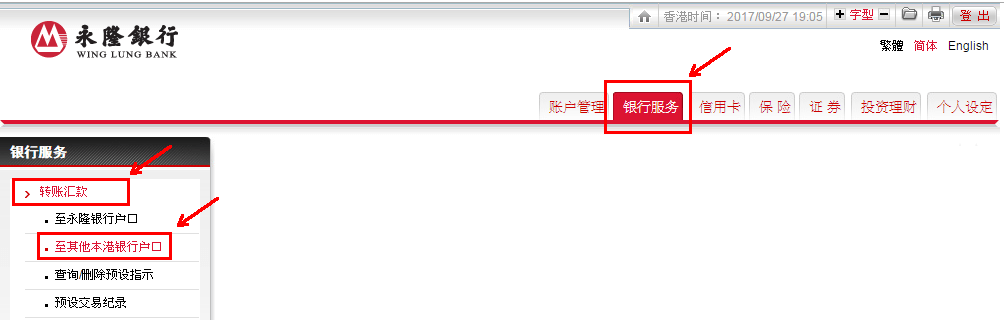 香港时间： 2017/09/27 19:05 字型 登 出
永隆銀行
WING LUNG BANK
繁體 简体 English
账户管理 银行服务 信用卡 保 险 证 券 投资理财 个人设定
银行服务
转账汇款
至永隆银行户口
至其他本港银行户口
查询/删除预设指示
预设交易纪录